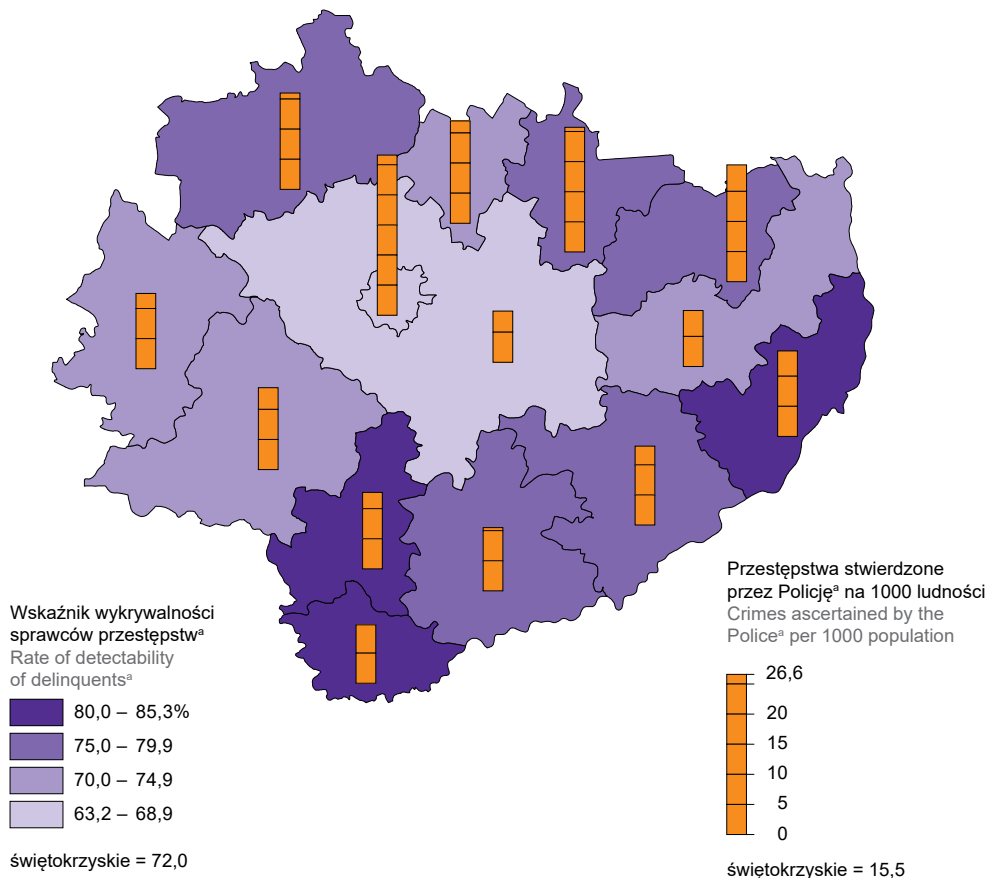 Wskaźnik wykrywalności
sprawców przestępstwᵃ
Rate of detectability
of delinquentsᵃ
80,0 – 85,3%
75,0 – 79,9
70,0 – 74,9
63,2 – 68,9
świętokrzyskie = 72,0
Przestępstwa stwierdzone
przez Policjęᵃ na 1000 ludności
Crimes ascertained by the
Policeᵃ per 1000 population
26,6
20
15
10
5
0
świętokrzyskie = 15,5